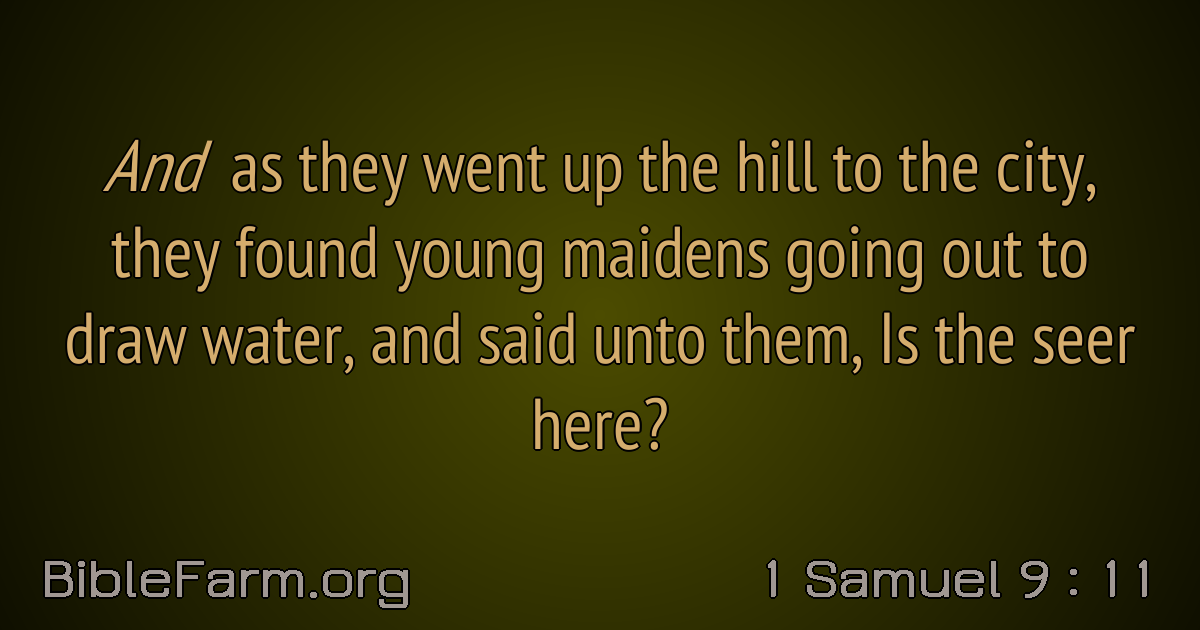 And as they went up the hill to the city,
they found young maidens going out to
draw water, and said unto them, Is the seer
here?
BibleFarm.org
1 Samuel 9 : 11